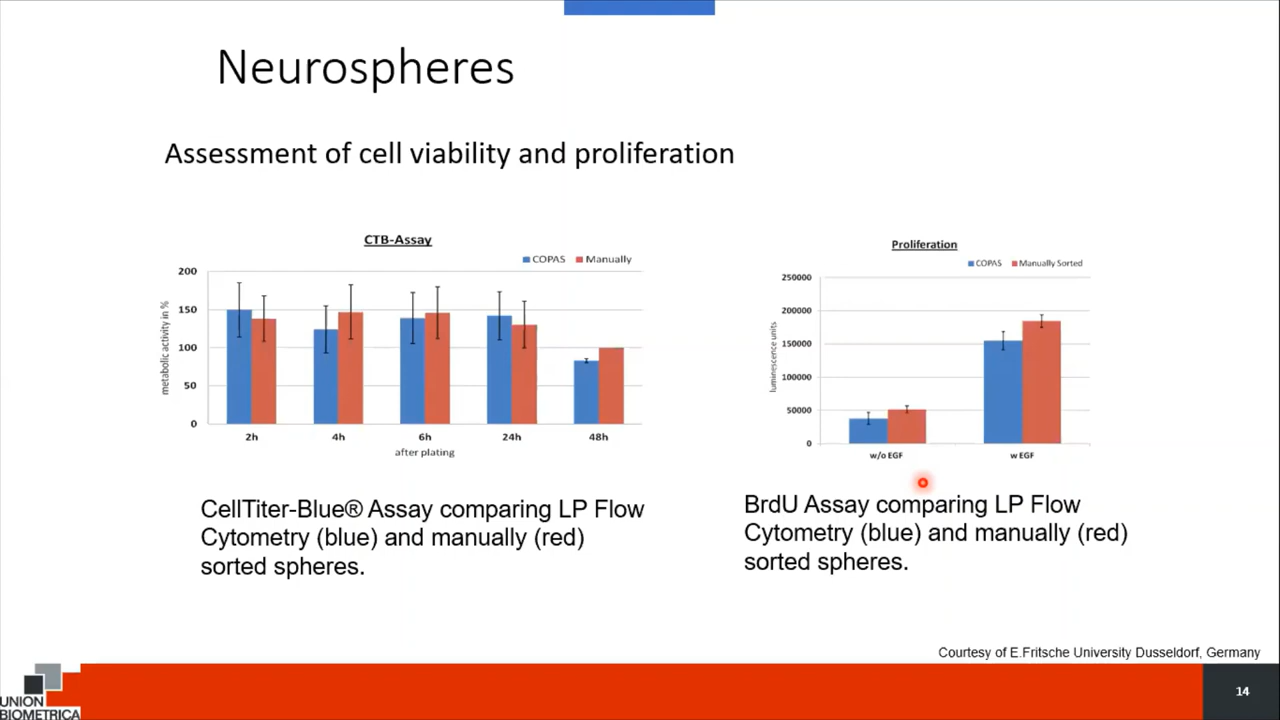 Neurospheres
Assessment of cell viability and proliferation
CTB-Assay
COPAS Manually
metabolic activity in %
200
150
100
50
0
2h 4h 6h 24h 48h
after plating
CellTiter-Blue® Assay comparing LP Flow
Cytometry (blue) and manually (red)
sorted spheres.
Proliferation
COPAS Manually Sorted
luminescence units
250000
200000
150000
100000
50000
0
w/o EGF w EGF
BrdU Assay comparing LP Flow
Cytometry (blue) and manually (red)
sorted spheres.
Courtesy of E.Fritsche University Dusseldorf, Germany
UNION
BIOMETRICA
14